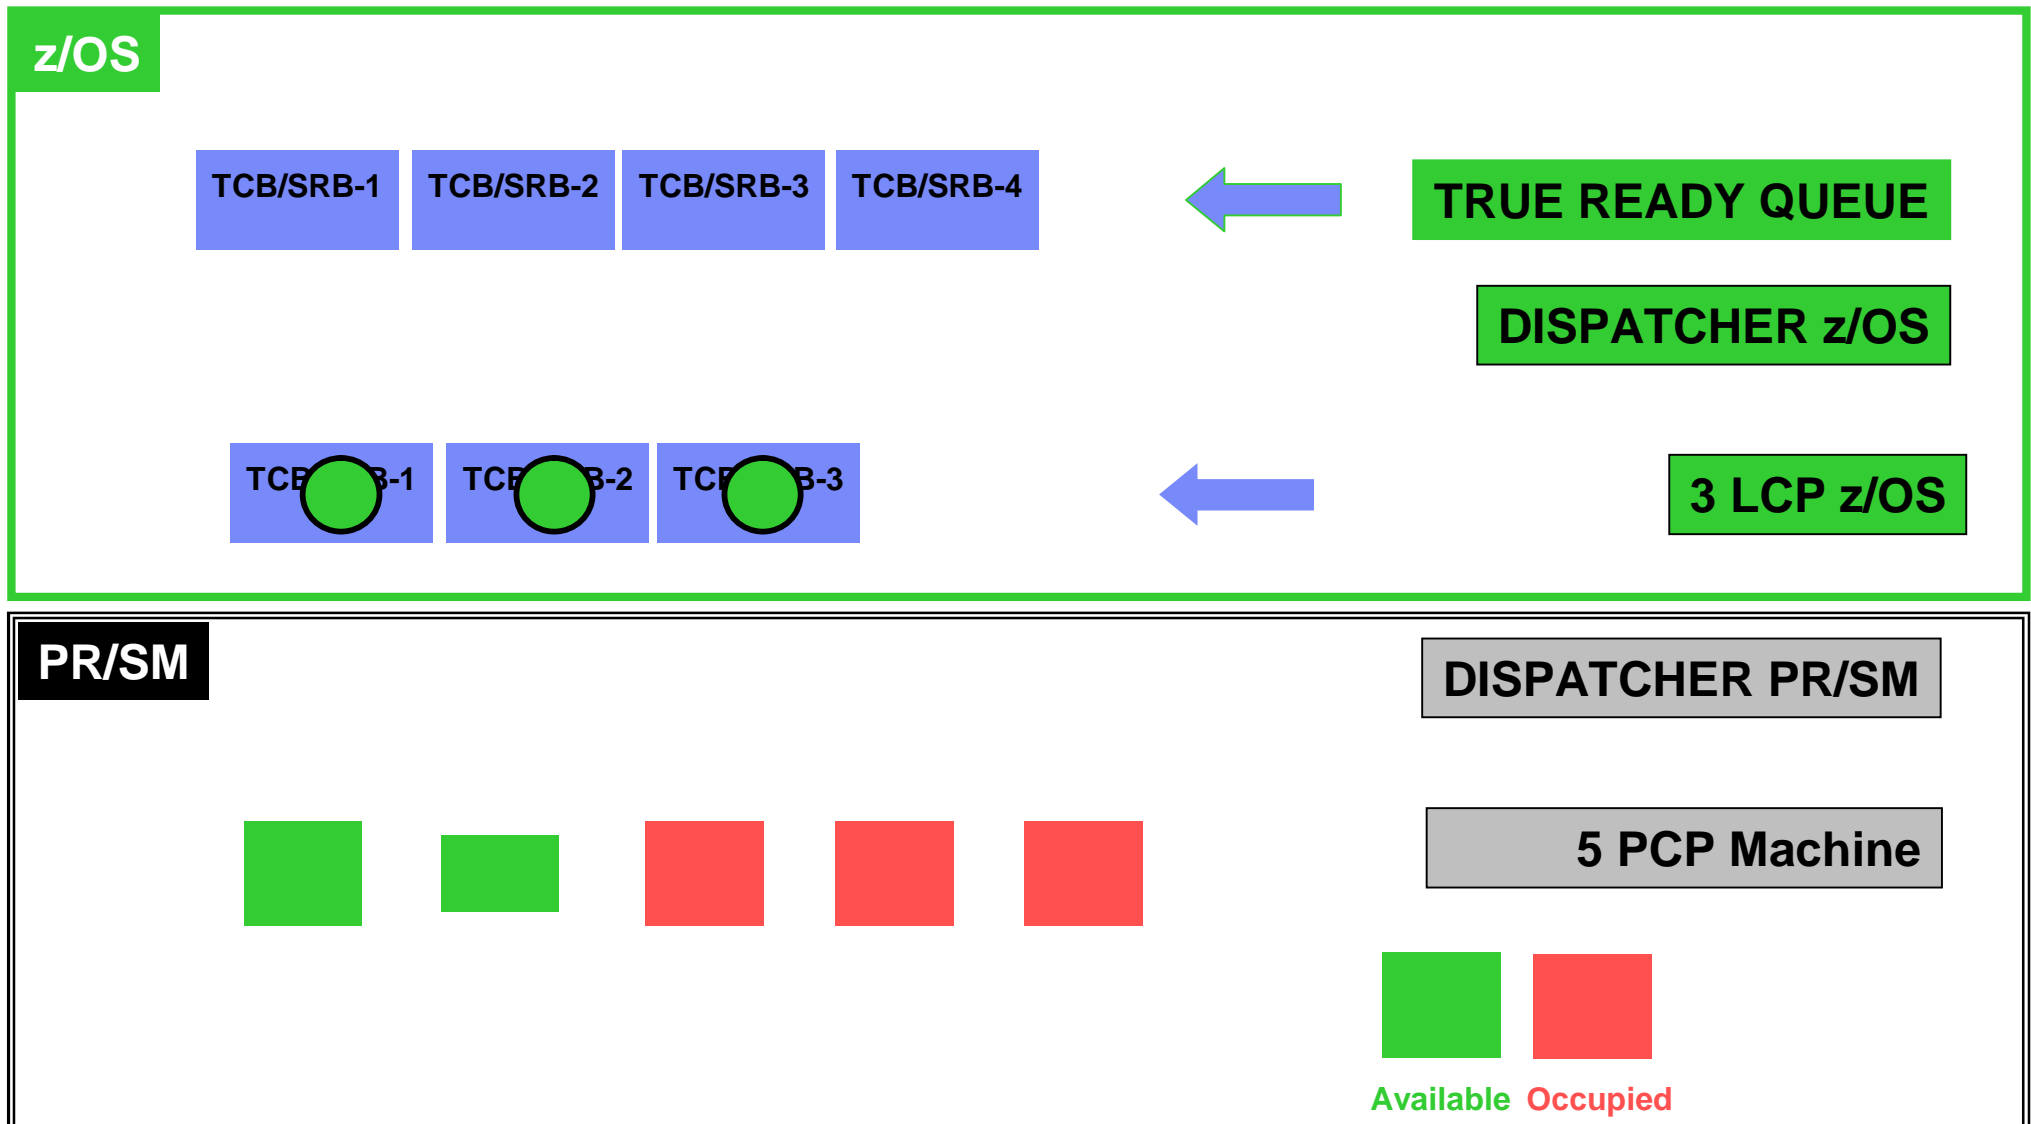 z/OS
TCB/SRB-1 TCB/SRB-2 TCB/SRB-3 TCB/SRB-4
TRUE READY QUEUE
DISPATCHER z/OS
3 LCP z/OS
PR/SM
DISPATCHER PR/SM
5 PCP Machine
Available Occupied